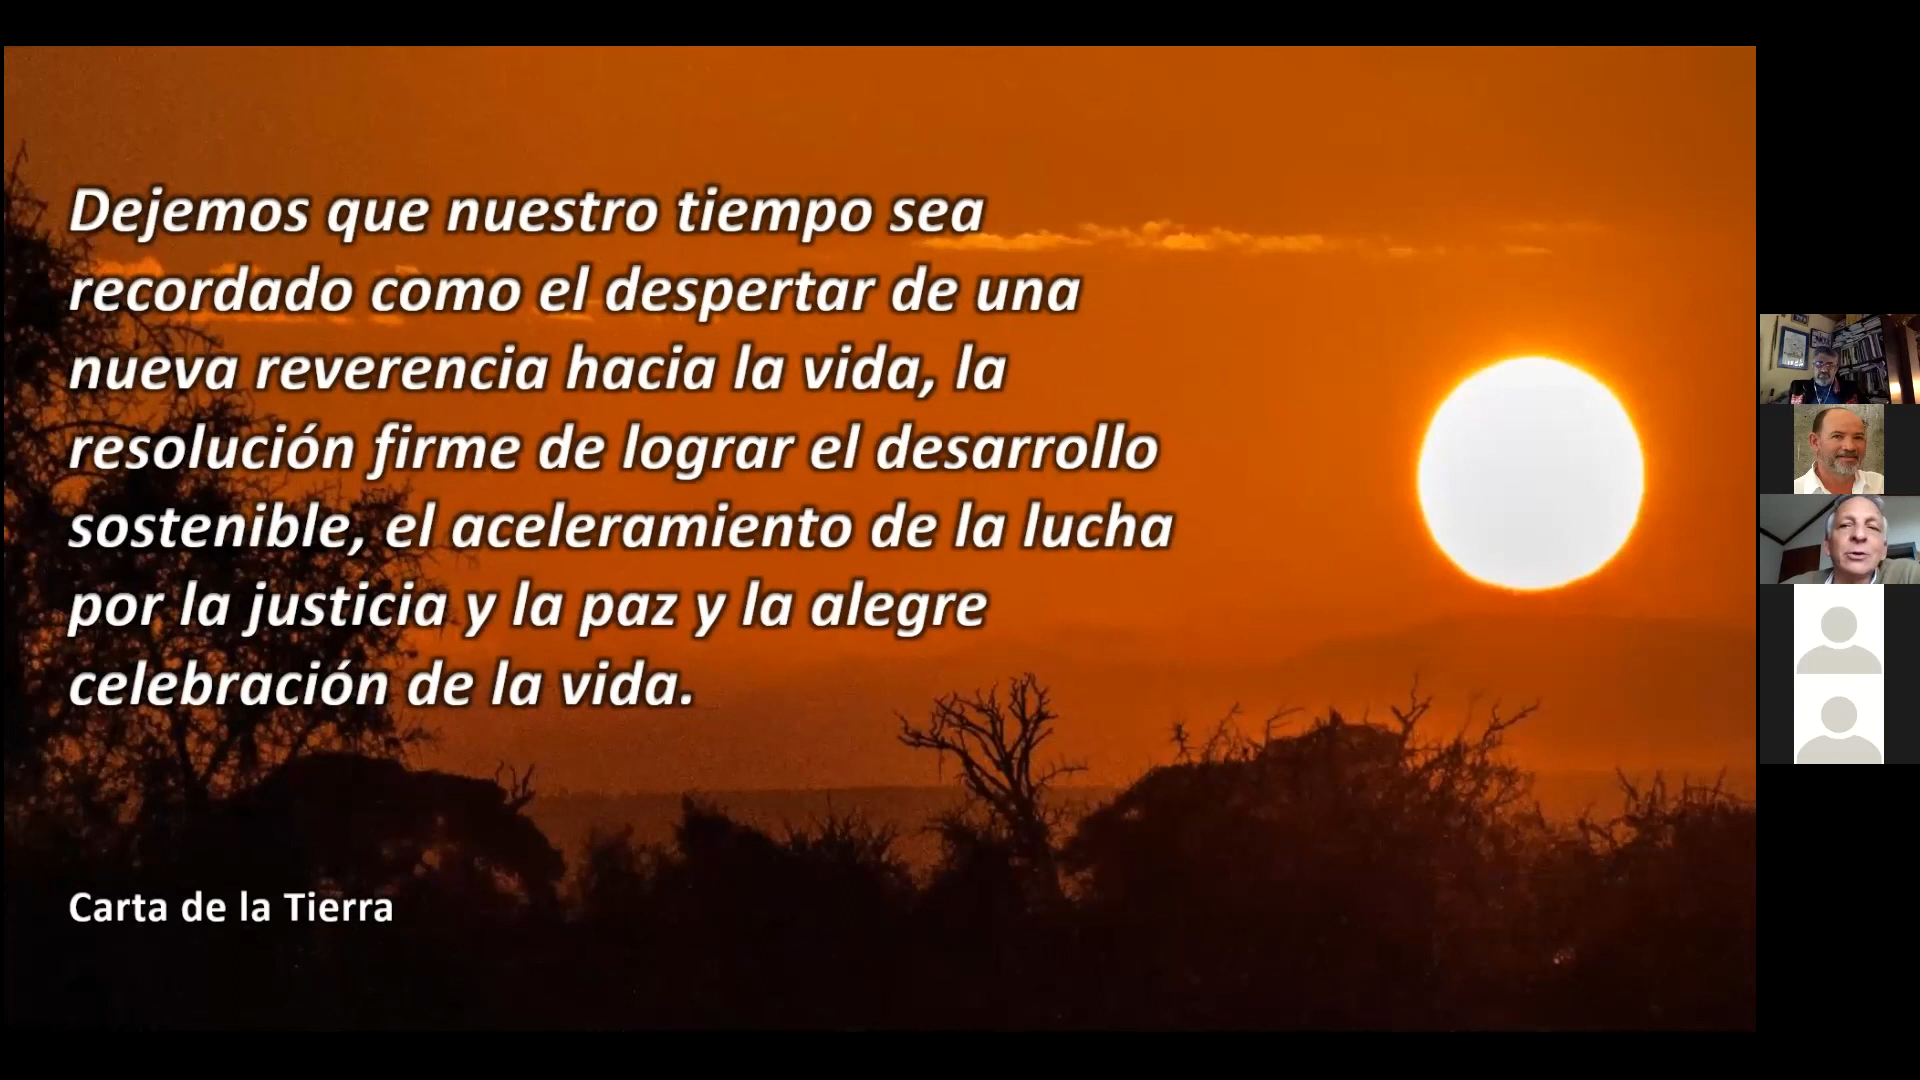 Dejemos que nuestro tiempo sea
recordado como el despertar de una
nueva reverencia hacia la vida, la
resolución firme de lograr el desarrollo
sostenible, el aceleramiento de la lucha
por la justicia y la paz y la alegre
celebración de la vida.
Carta de la Tierra